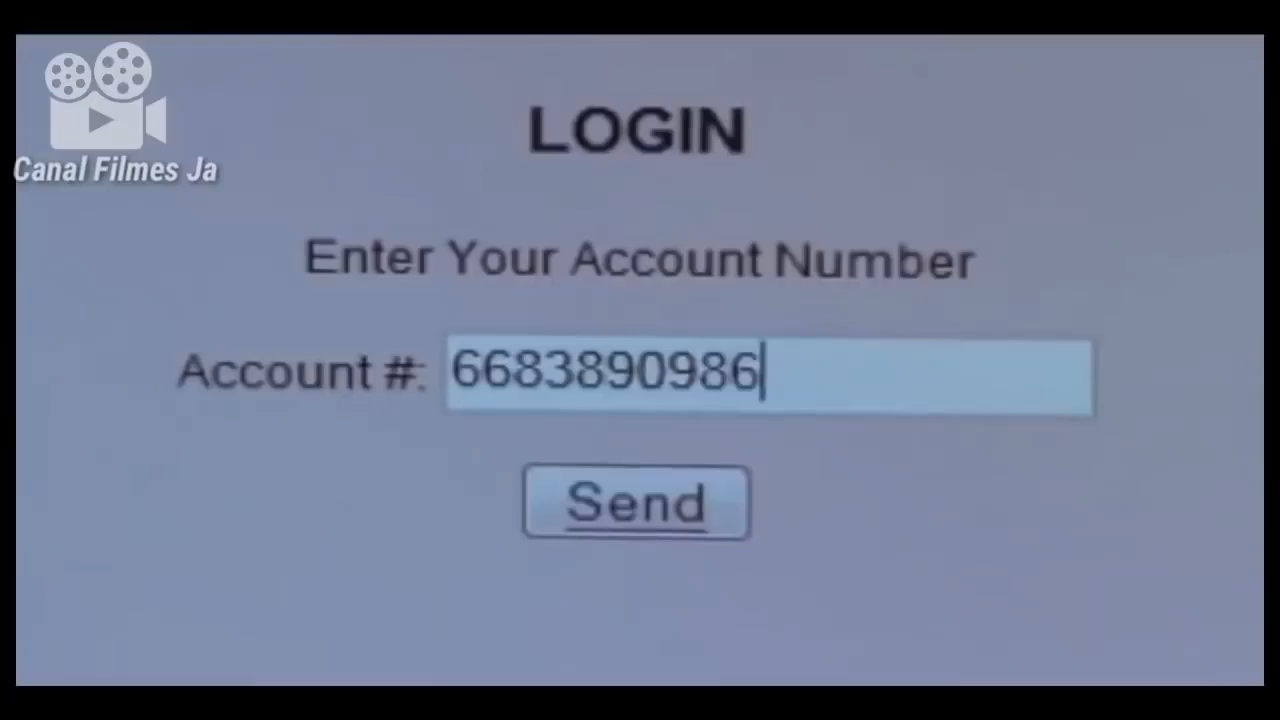 Canal Filmes Ja
LOGIN
Enter Your Account Number
Account #: 6683890986
Send